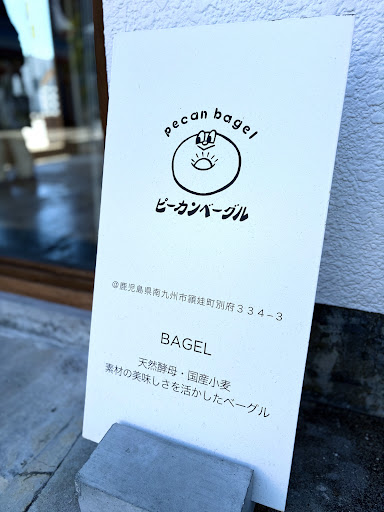 pecan bagel
ピーカンベーグル
@鹿児島県南九州市頴娃町別府334-3
BAGEL
天然酵母・国産小麦
素材の美味しさを活かしたベーグル